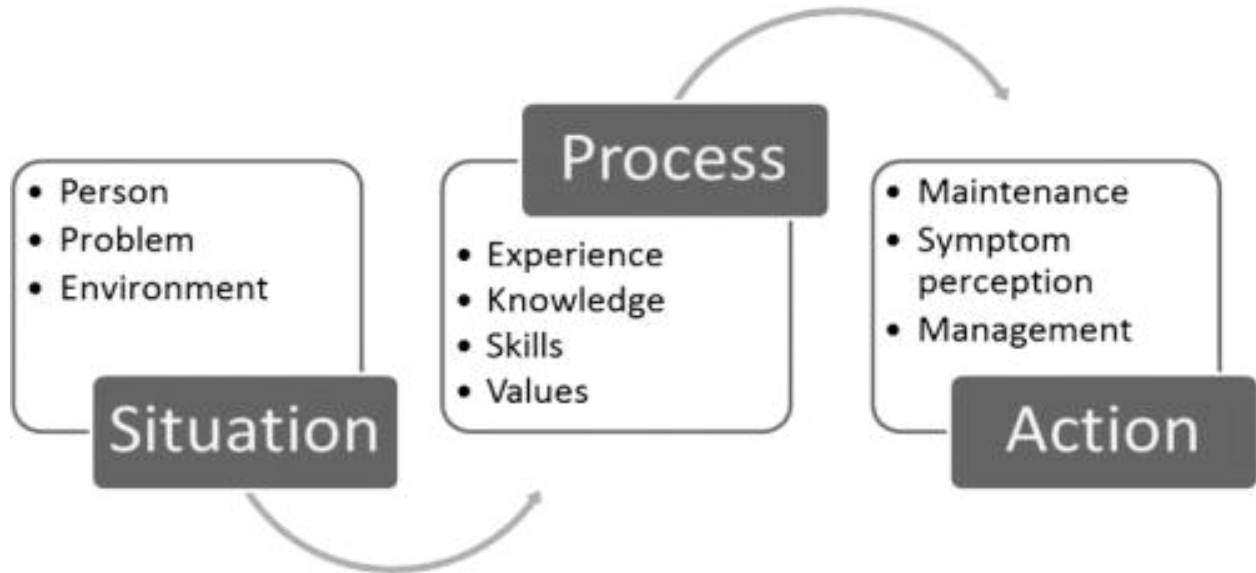 • Person
• Problem
• Environment
Situation
Process
• Experience
• Knowledge
• Skills
• Values
• Maintenance
• Symptom
perception
• Management
Action